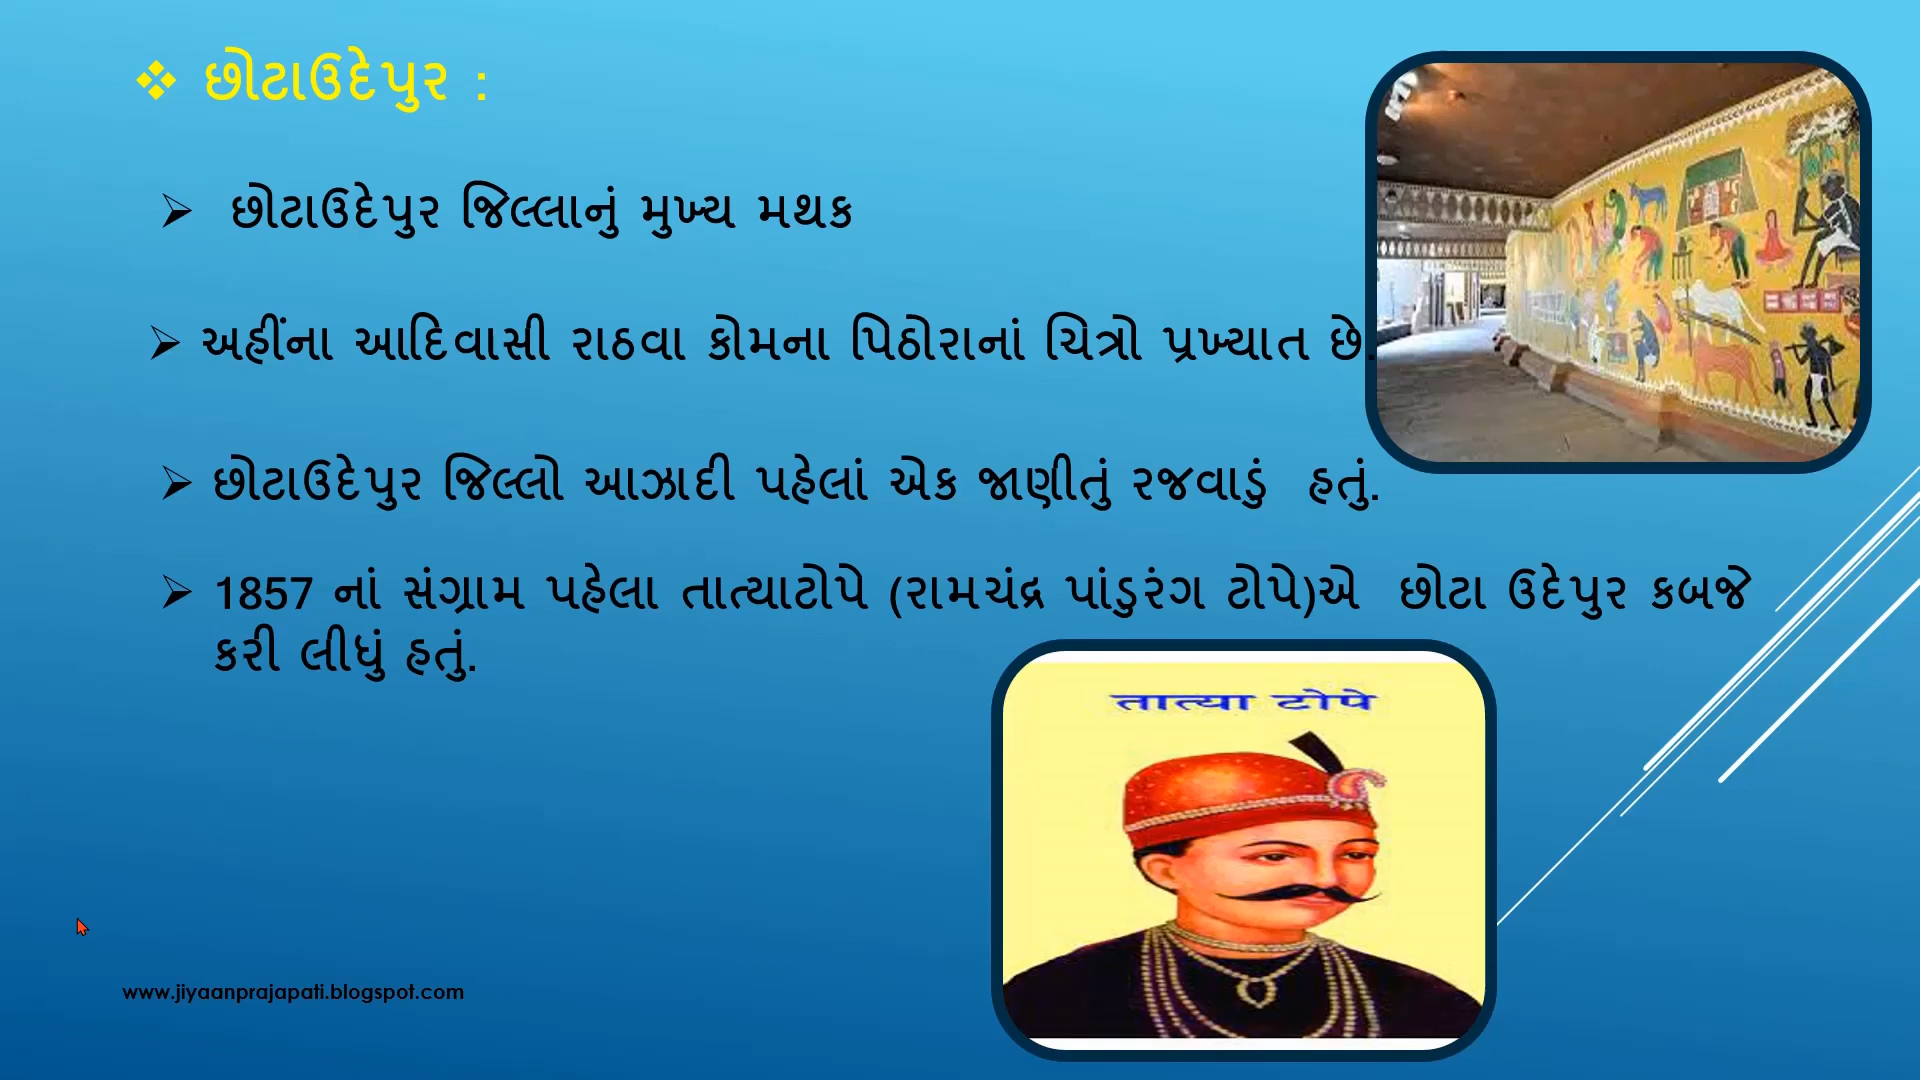 ❖ છોટાઉદેપુર :
➢ છોટાઉદેપુર જિલ્લાનું મુખ્ય મથક
➢ અહીંના આદિવાસી રાઠવા કોમના પિઠોરાનાં ચિત્રો પ્રખ્યાત છે.
➢ છોટાઉદેપુર જિલ્લો આઝાદી પહેલાં એક જાણીતું રજવાડું હતું.
➢ 1857 નાં સંગ્રામ પહેલા તાત્યાટોપે (રામચંદ્ર પાંડુરંગ ટોપે)એ છોટા ઉદેપુર કબજે
કરી લીધું હતું.
तात्या टोपे
www.jiyaanprajapati.blogspot.com